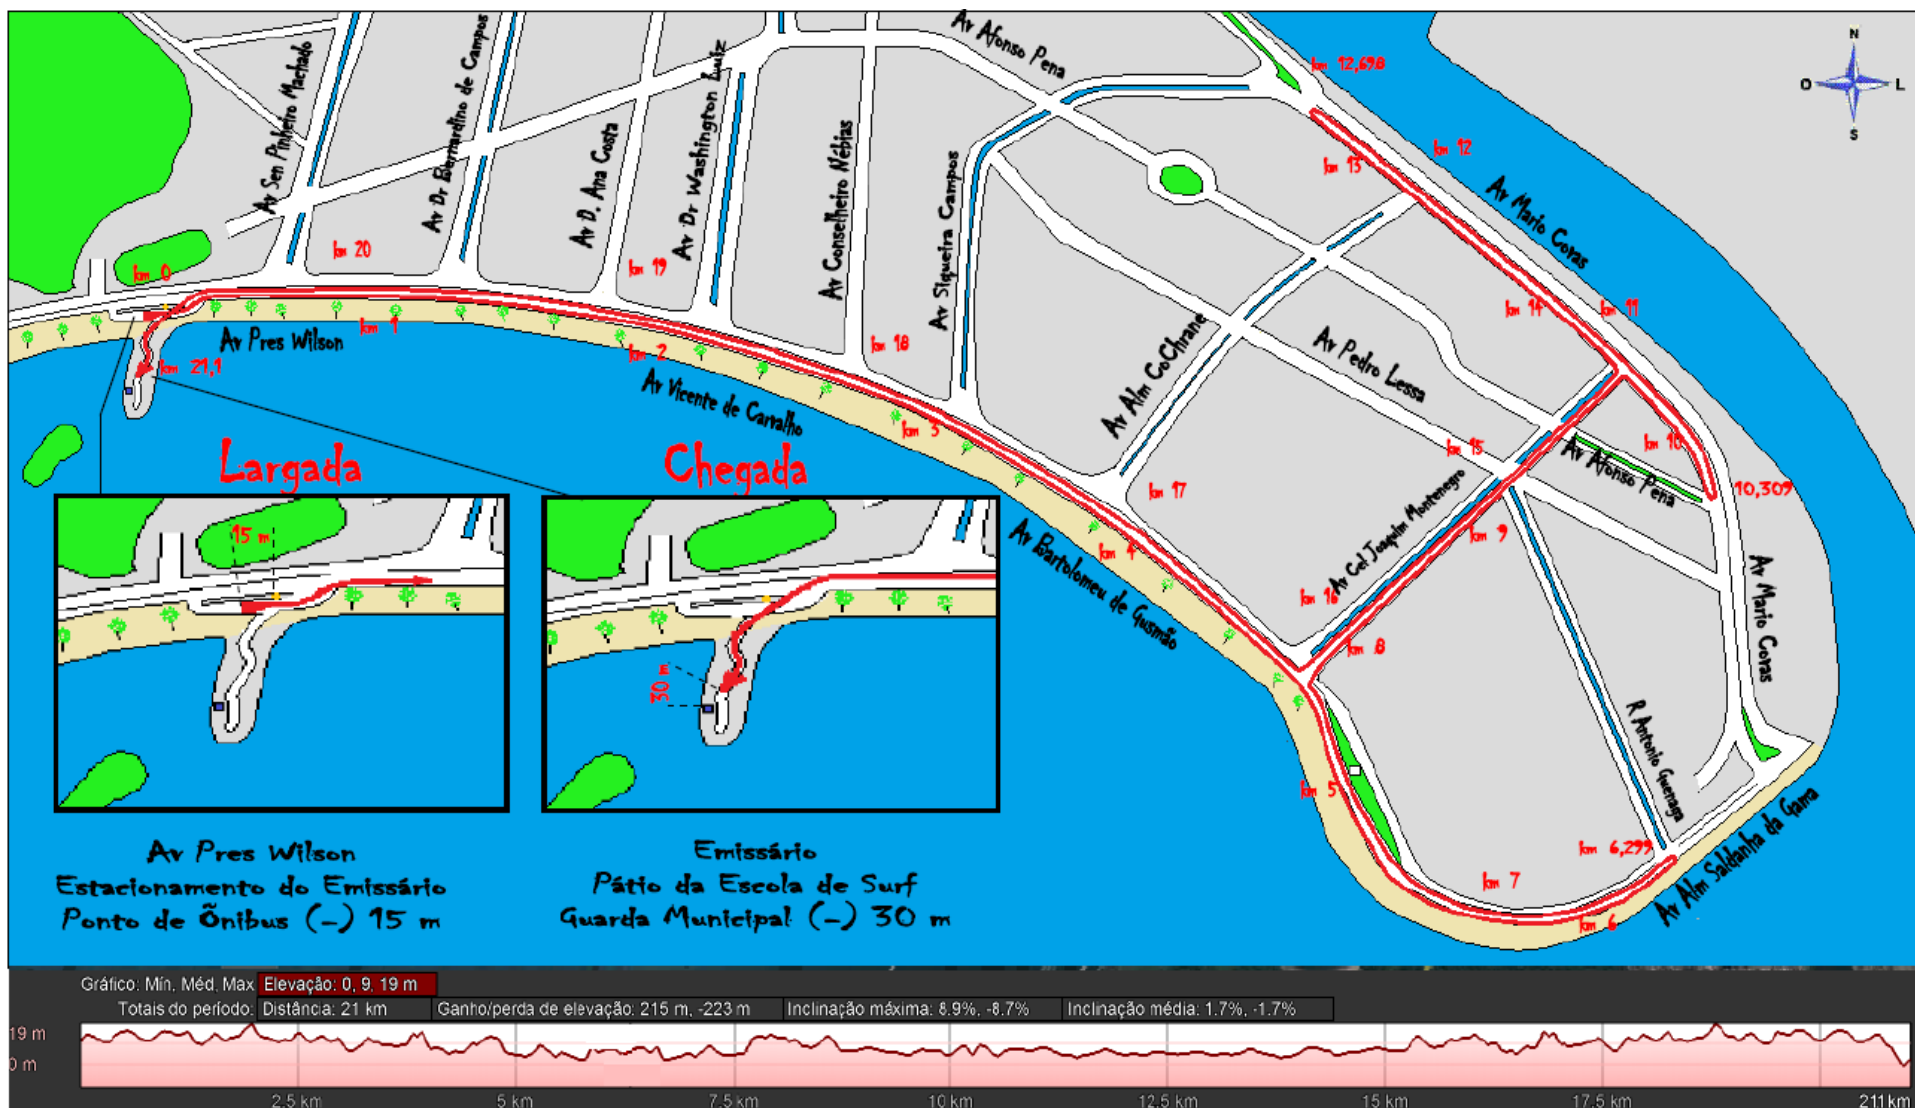 Av Afonso Pena
km 12,698
N
O
L
S
Av Sen Pinheiro Machado
Av Dr Bernardino de Campos
Av D. Ana Costa
Av Dr Washington Luiz
Av Conselheiro Nébias
Av Siqueira Campos
km 13
km 12
Av Mario Covas
km 0
km 20
km 19
km 18
km 14
km 11
Av Pres Wilson
km 1
km 2
km 3
km 21,1
Av Vicente de Carvalho
Av Alm CoChrane
Av Pedro Lessa
km 15
km 10
Av Afonso Pena
10,309
km 17
km 4
Av Bartolomeu de Gusmão
Av Cel Joaquim Montenegro
km 9
km 16
km 8
Av Mario Covas
R Antonio Guenaga
km 5
km 6,299
km 7
km 6
Av Alm Saldanha da Gama
Largada
Chegada
15 m
30 m
Av Pres Wilson
Estacionamento do Emissário
Ponto de Õnibus (-) 15 m
Emissário
Pátio da Escola de Surf
Guarda Municipal (-) 30 m
Gráfico: Mín, Méd, Max Elevação: 0, 9, 19 m
Totais do período: Distância: 21 km Ganho/perda de elevação: 215 m, -223 m Inclinação máxima: 8.9%, -8.7% Inclinação média: 1.7%, -1.7%
19 m
0 m
2.5 km 5 km 7.5 km 10 km 12.5 km 15 km 17.5 km 211km